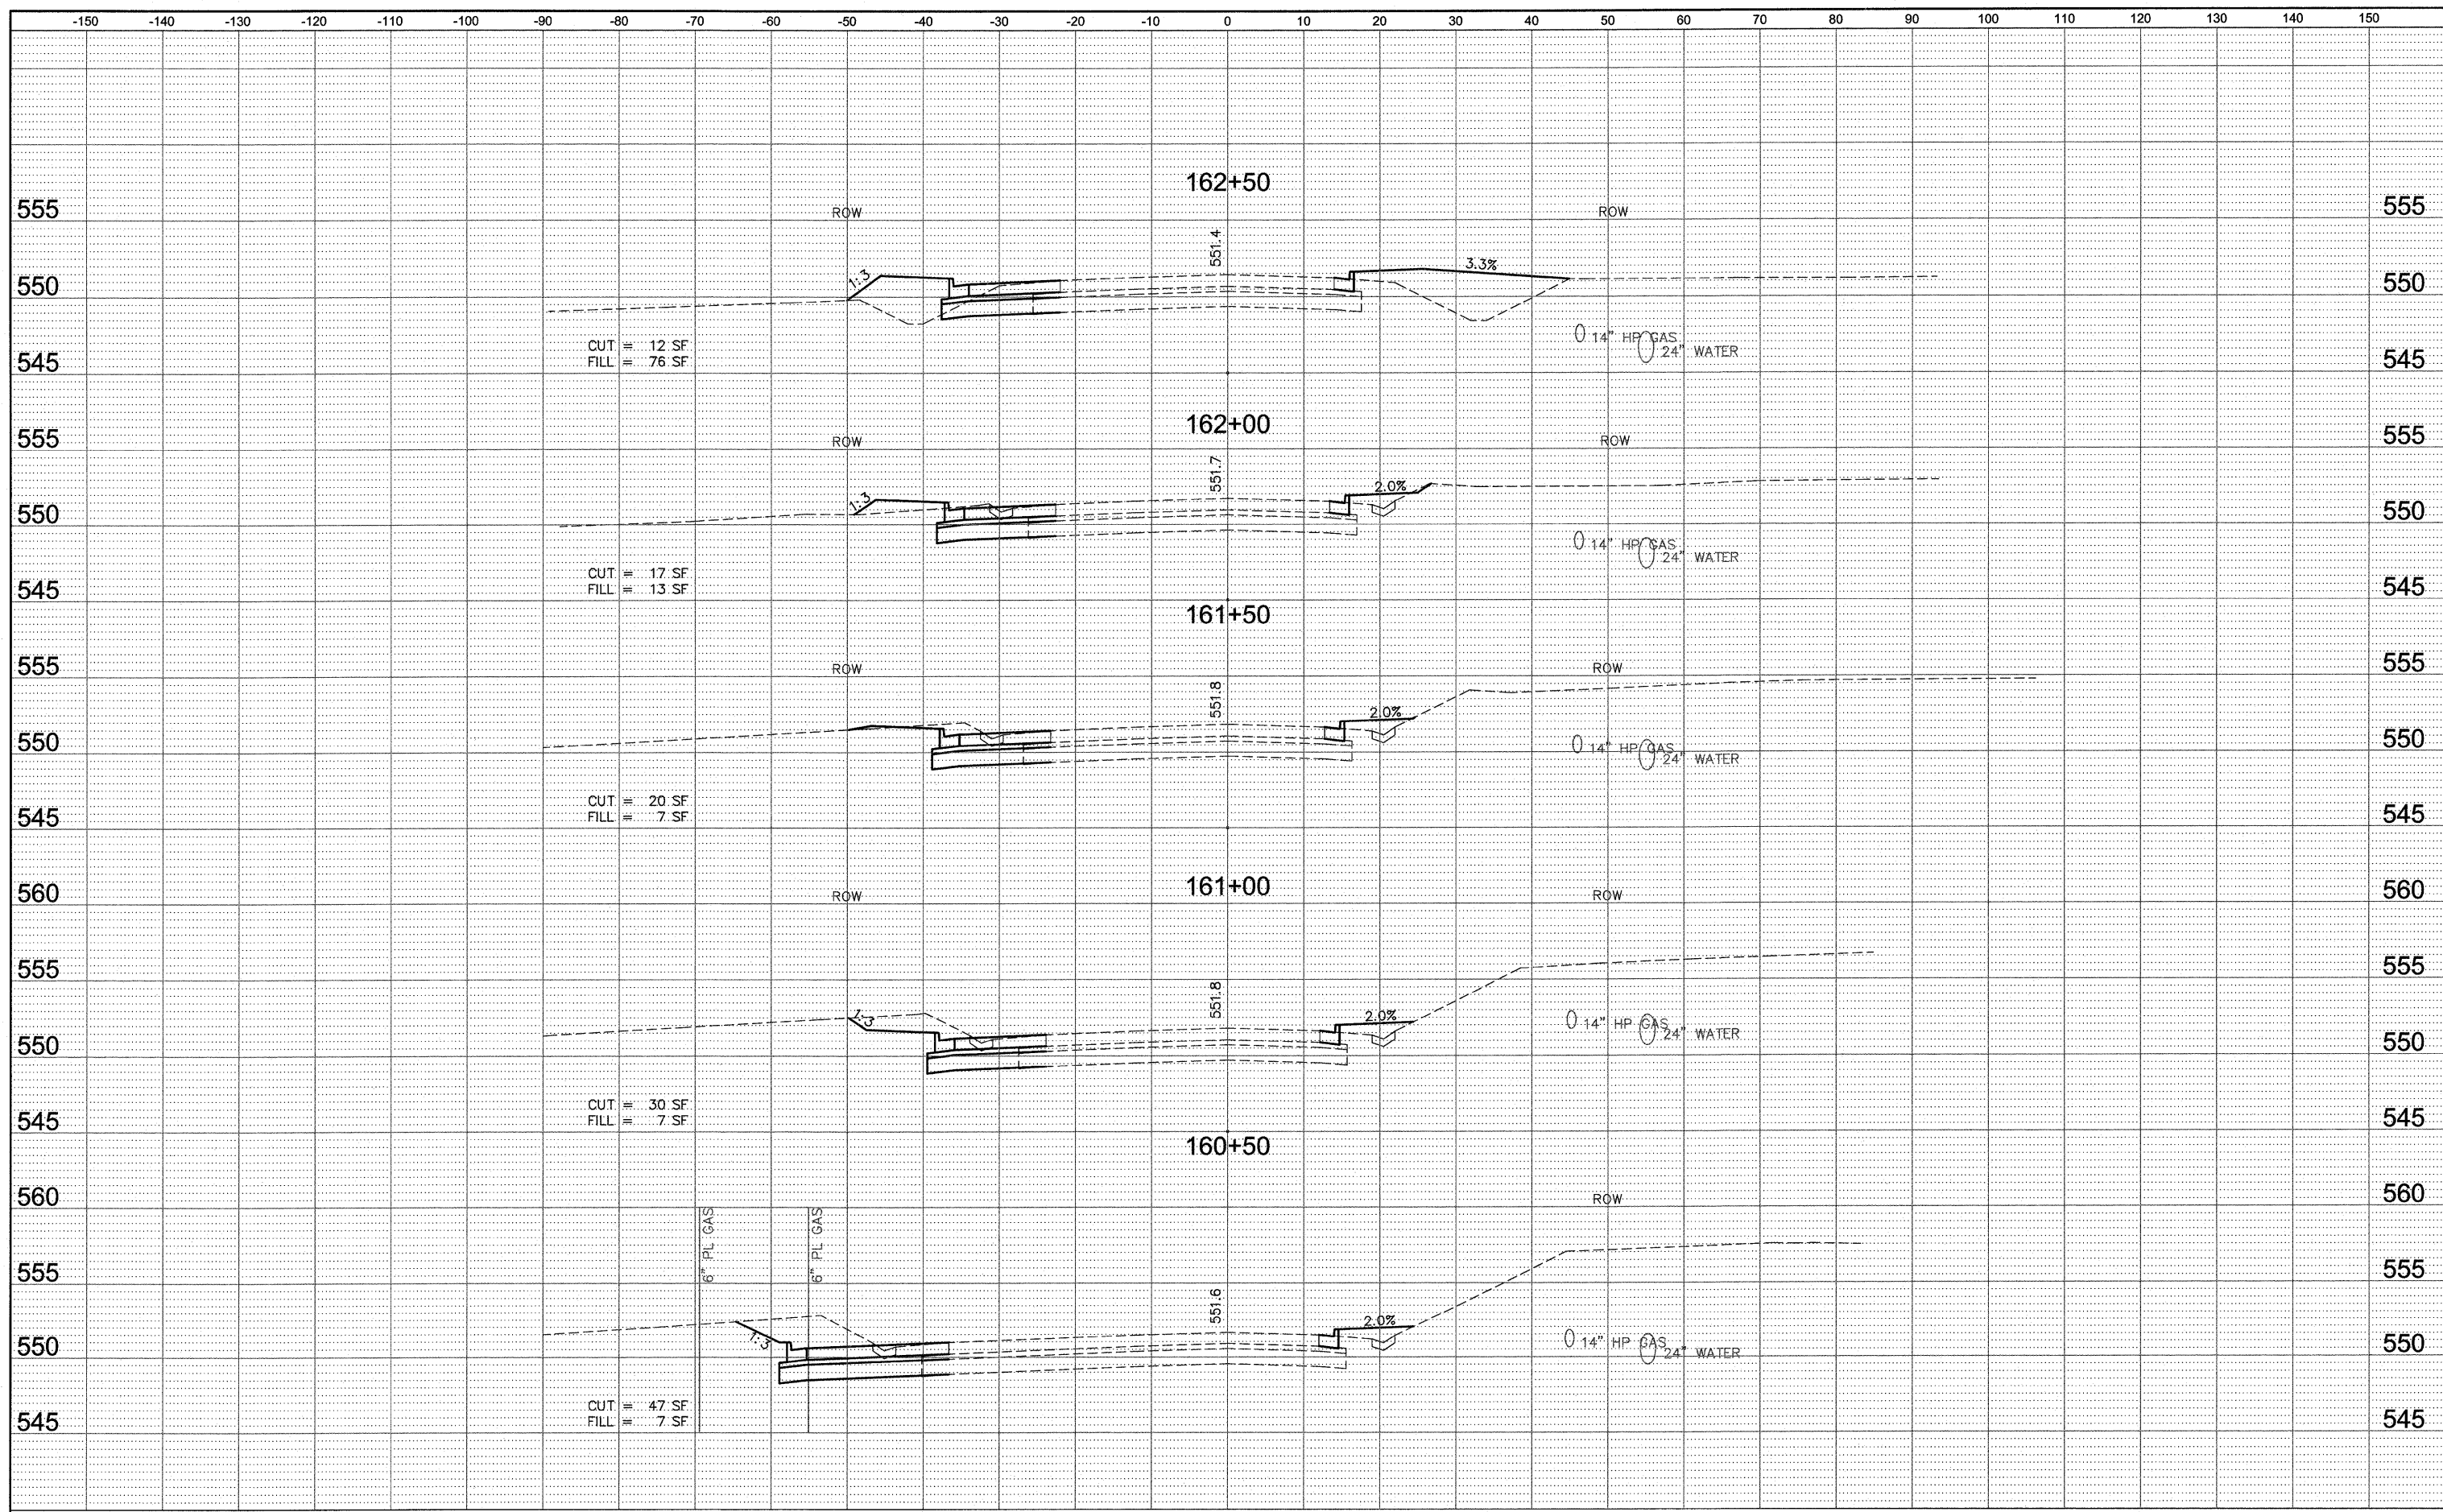 -150 -140 -130 -120 -110 -100 -90 -80 -70 -60 -50 -40 -30 -20 -10 0 10 20 30 40 50 60 70 80 90 100 110 120 130 140 150
162+50
555 ROW ROW 555
551.4
1:3 3.3%
550 550
14" HP GAS
24" WATER
CUT = 12 SF
FILL = 76 SF
545 545
162+00
555 ROW ROW 555
551.7
1:3 2.0%
550 550
14" HP GAS
24" WATER
CUT = 17 SF
FILL = 13 SF
545 545
161+50
555 ROW ROW 555
551.8
2.0%
550 550
14" HP GAS
24" WATER
CUT = 20 SF
FILL = 7 SF
545 545
161+00
560 ROW ROW 560
555 555
551.8
1:3 2.0%
14" HP GAS
24" WATER
550 550
CUT = 30 SF
FILL = 7 SF
545 545
160+50
560 ROW 560
6" PL GAS 6" PL GAS
555 555
551.6
1:3 2.0%
14" HP GAS
24" WATER
550 550
CUT = 47 SF
FILL = 7 SF
545 545